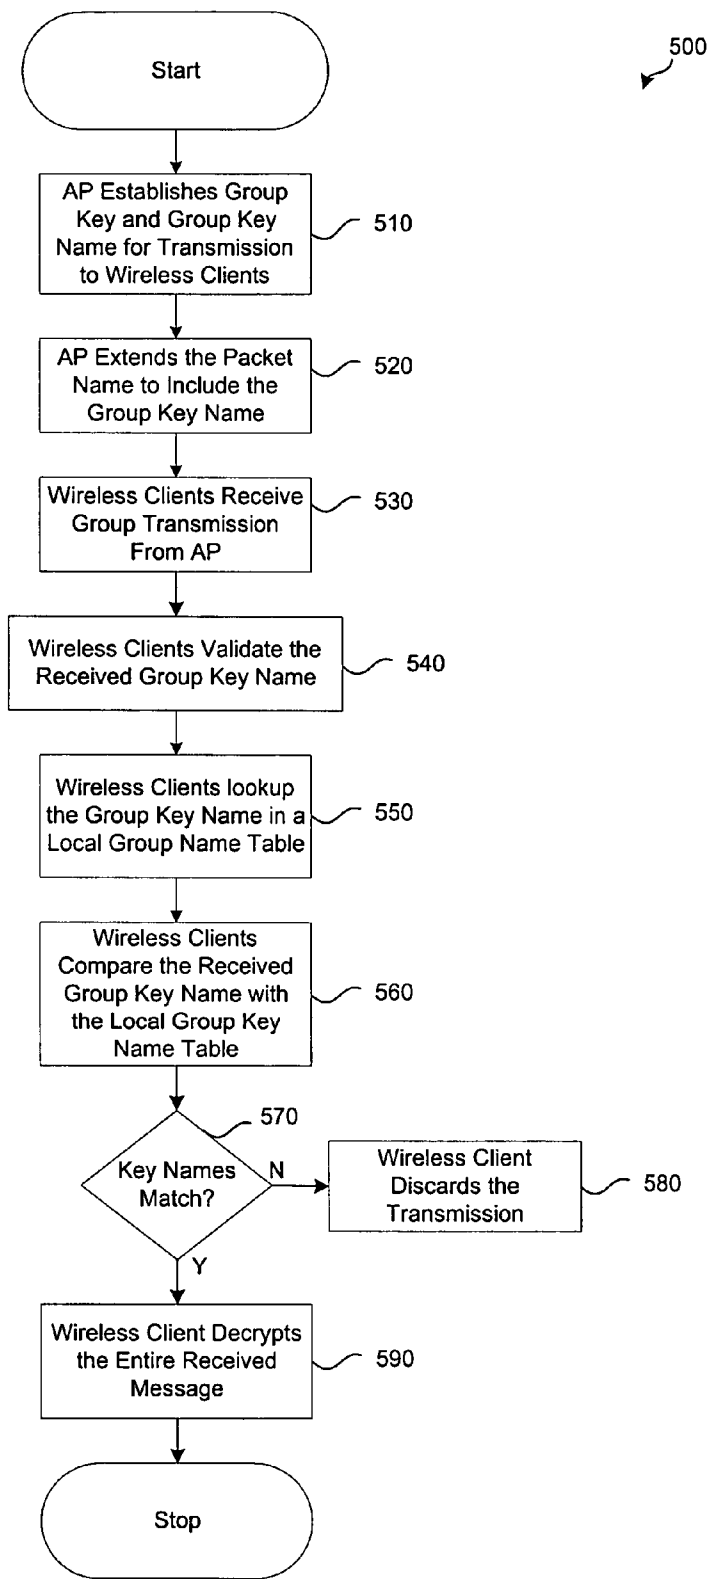 Start
500
AP Establishes Group
Key and Group Key
Name for Transmission
to Wireless Clients
510
AP Extends the Packet
Name to Include the
Group Key Name
520
Wireless Clients Receive
Group Transmission
From AP
530
Wireless Clients Validate the
Received Group Key Name
540
Wireless Clients lookup
the Group Key Name in a
Local Group Name Table
550
Wireless Clients
Compare the Received
Group Key Name with
the Local Group Key
Name Table
560
570
Key Names
Match?
N
Wireless Client
Discards the
Transmission
580
Y
Wireless Client Decrypts
the Entire Received
Message
590
Stop